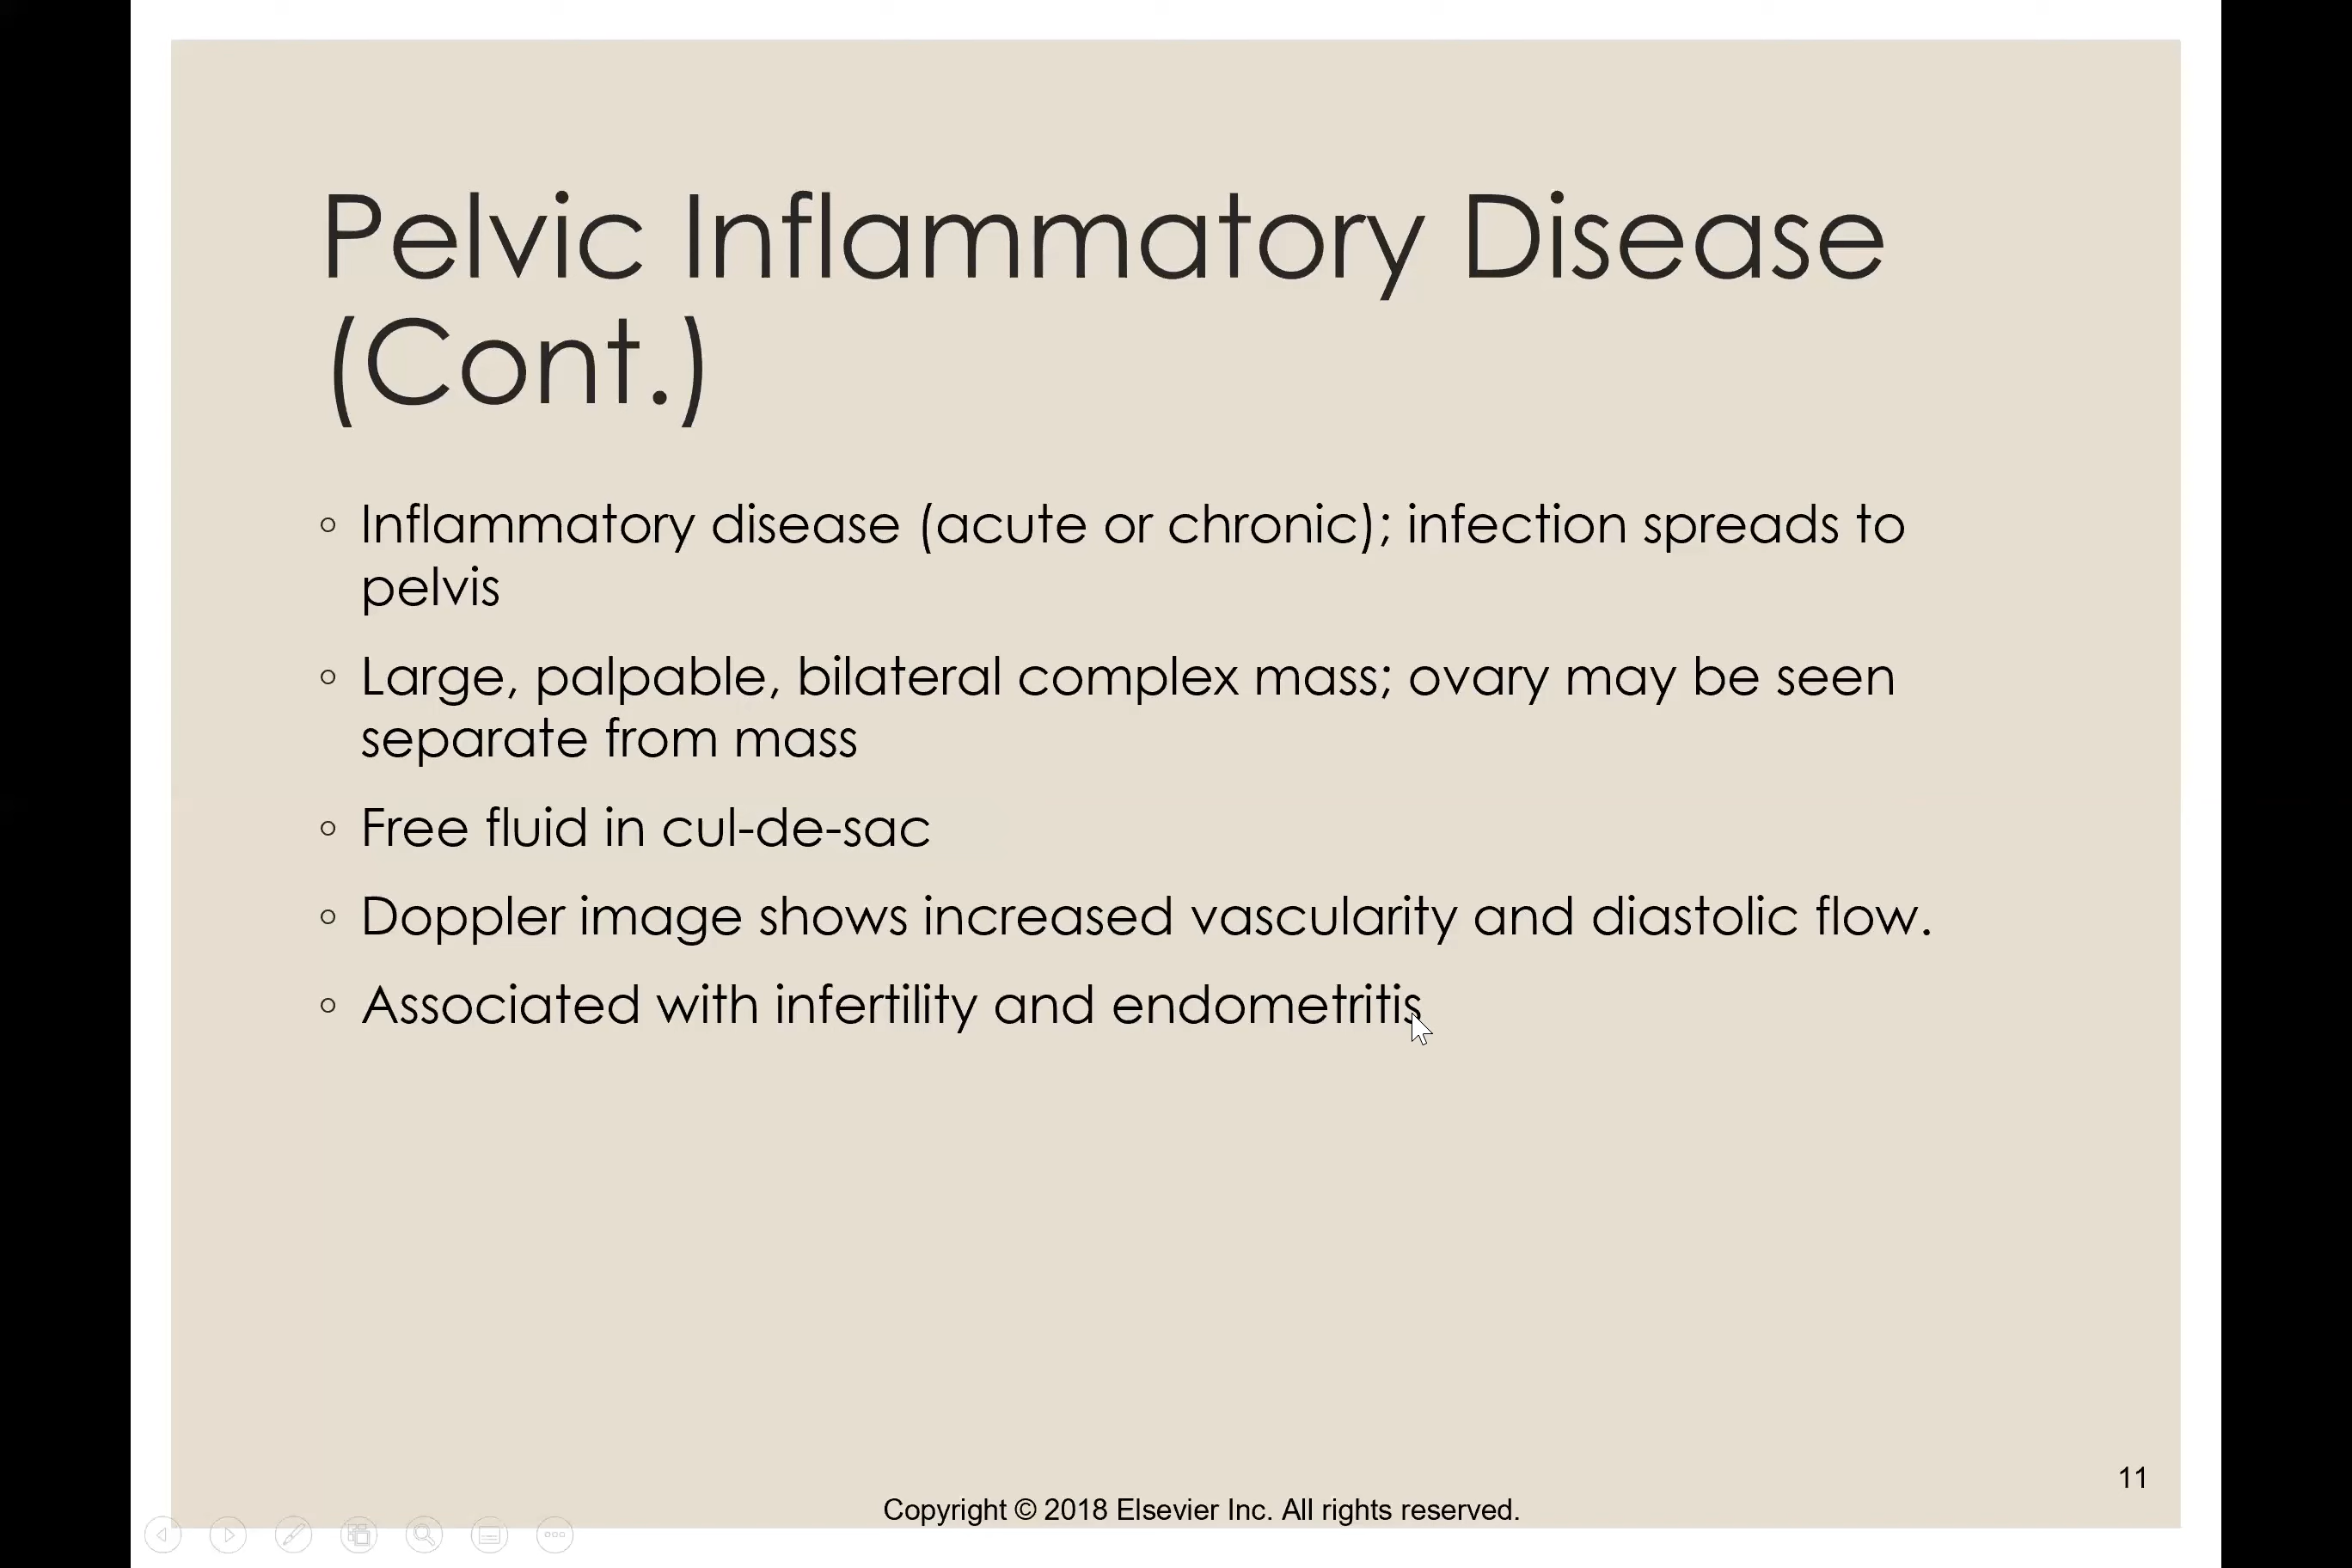 Pelvic Inflammatory Disease
(Cont.)
◦ Inflammatory disease (acute or chronic); infection spreads to
pelvis
◦ Large, palpable, bilateral complex mass; ovary may be seen
separate from mass
◦ Free fluid in cul-de-sac
◦ Doppler image shows increased vascularity and diastolic flow.
◦ Associated with infertility and endometritis
11
Copyright © 2018 Elsevier Inc. All rights reserved.